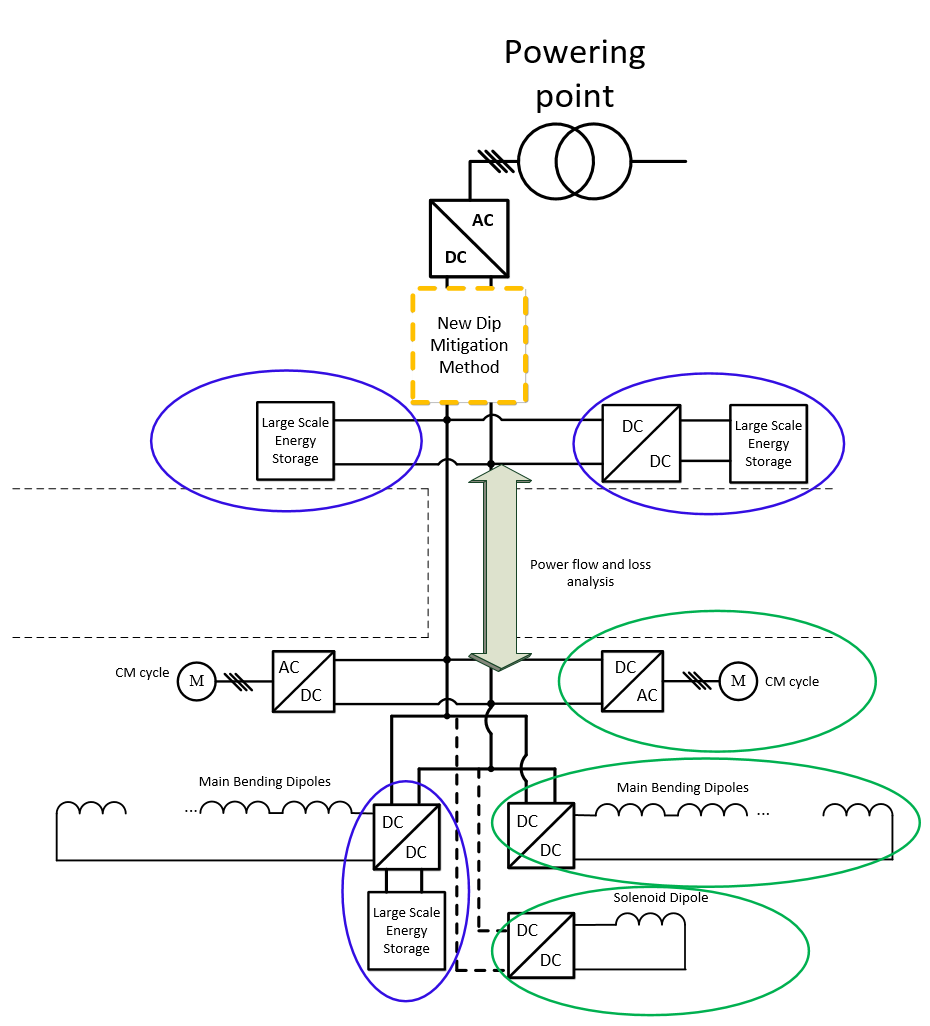 Powering
point
AC
DC
New Dip
Mitigation
Method
Large Scale
Energy
Storage
DC
DC
Large Scale
Energy
Storage
Power flow and loss
analysis
CM cycle
M
AC
DC
DC
AC
M
CM cycle
Main Bending Dipoles
...
DC
DC
Main Bending Dipoles
...
DC
DC
Large Scale
Energy
Storage
Solenoid Dipole
DC
DC